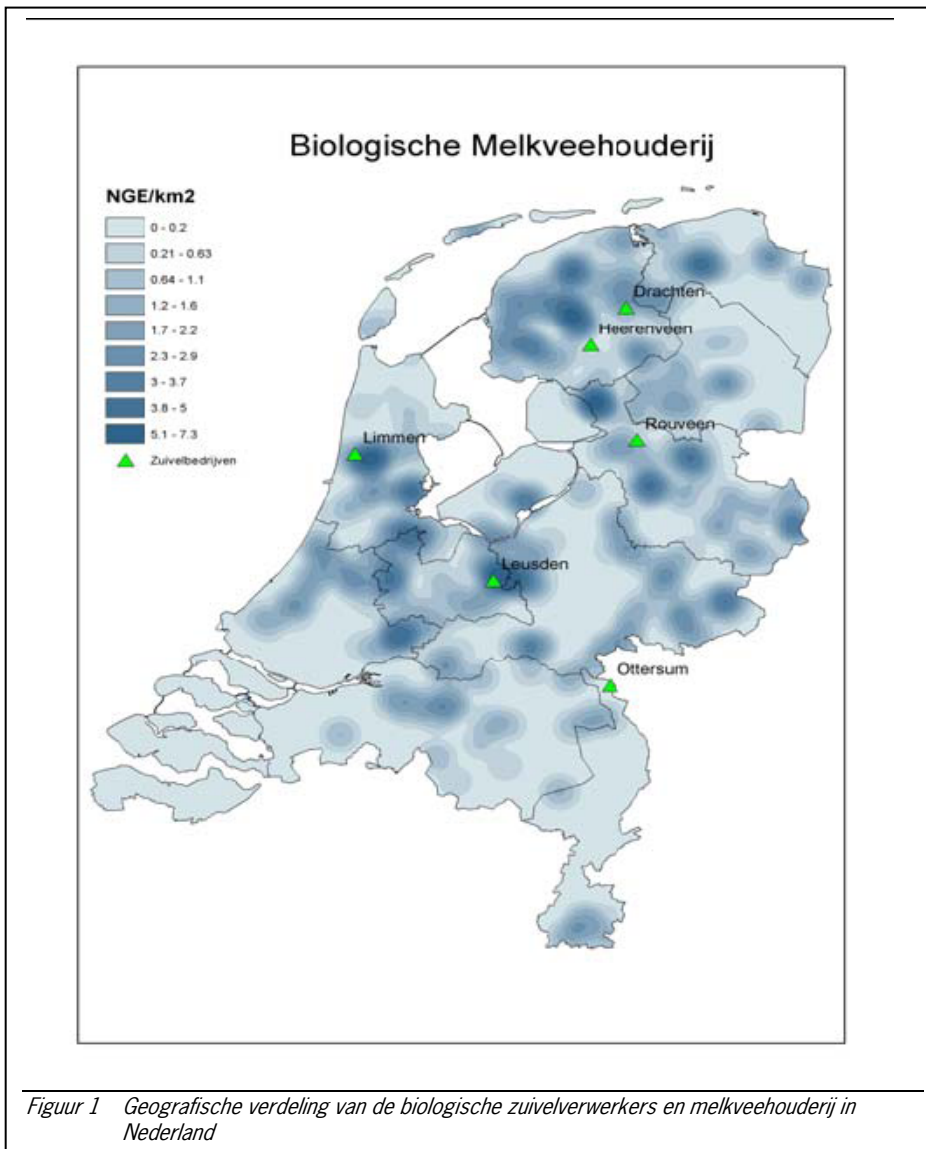 Biologische Melkveehouderij
NGE/km2
0 - 0.2
0.21 - 0.63
0.64 - 1.1
1.2 - 1.6
1.7 - 2.2
2.3 - 2.9
3 - 3.7
3.8 - 5
5.1 - 7.3
Zuivelbedrijven
Drachten
Heerenveen
Rouveen
Limmen
Leusden
Ottersum
Figuur 1 Geografische verdeling van de biologische zuivelverwerkers en melkveehouderij in
Nederland